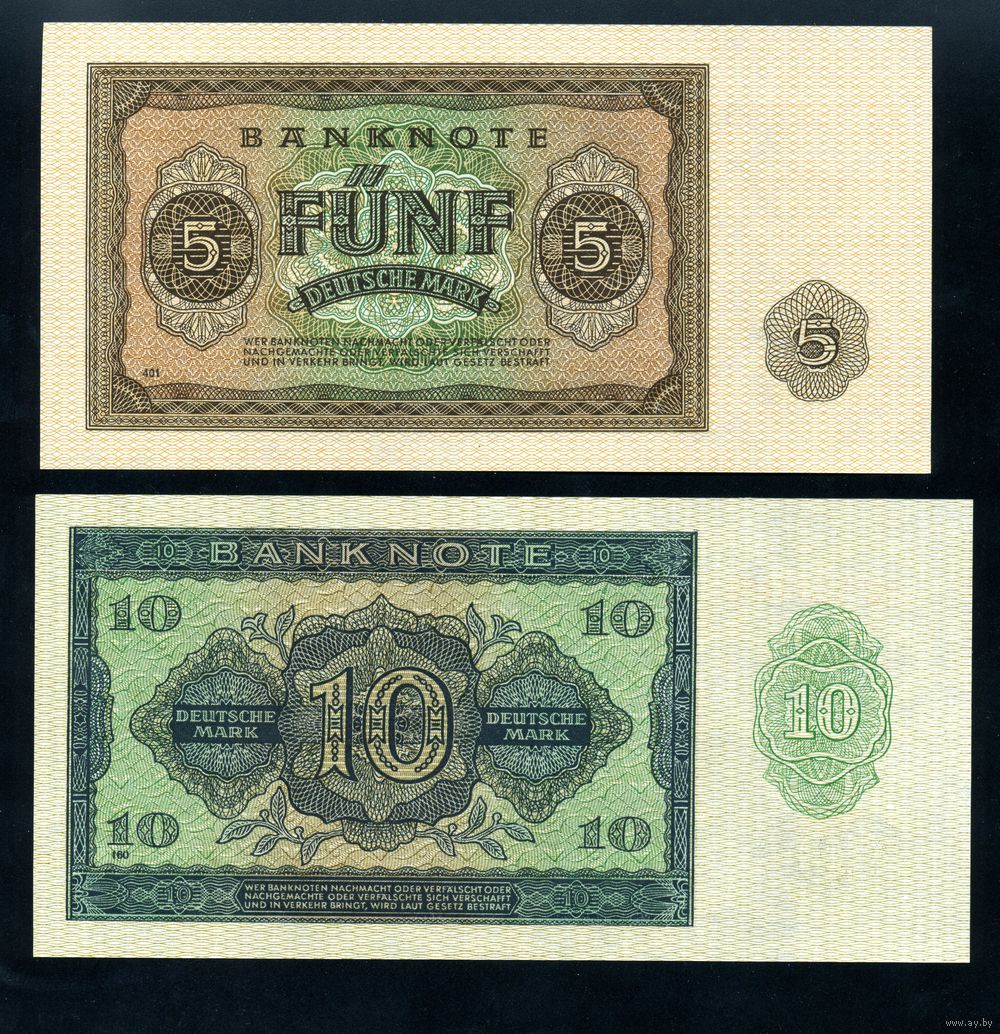 BANKNOTE
FÜNF
5 5
DEUTSCHE MARK
5
WER BANKNOTEN NACHMACHT ODER VERFÄLSCHT ODER
NACHGEMACHTE ODER VERFÄLSCHTE SICH VERSCHAFFT
UND IN VERKEHR BRINGT, WIRD LAUT GESETZ BESTRAFT
401
10 BANKNOTE 10
10 10
DEUTSCHE MARK
10
DEUTSCHE MARK
10
10 10
160
WER BANKNOTEN NACHMACHT ODER VERFÄLSCHT ODER
10 NACHGEMACHTE ODER VERFÄLSCHTE SICH VERSCHAFFT 10
UND IN VERKEHR BRINGT, WIRD LAUT GESETZ BESTRAFT
www.ay.by